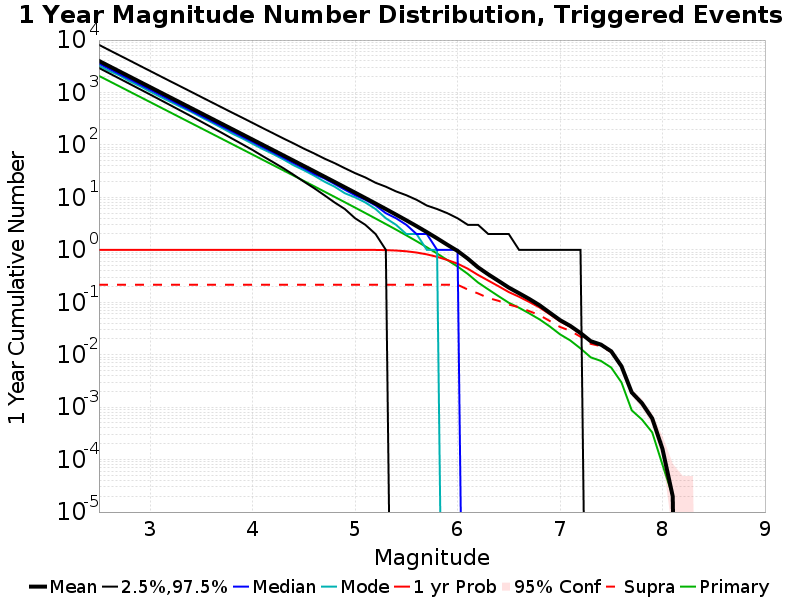 1 Year Magnitude Number Distribution, Triggered Events
1 Year Cumulative Number
10^4
10^3
10^2
10^1
10^0
10^-1
10^-2
10^-3
10^-4
10^-5
3 4 5 6 7 8 9
Magnitude
Mean 2.5%,97.5% Median Mode 1 yr Prob 95% Conf Supra Primary